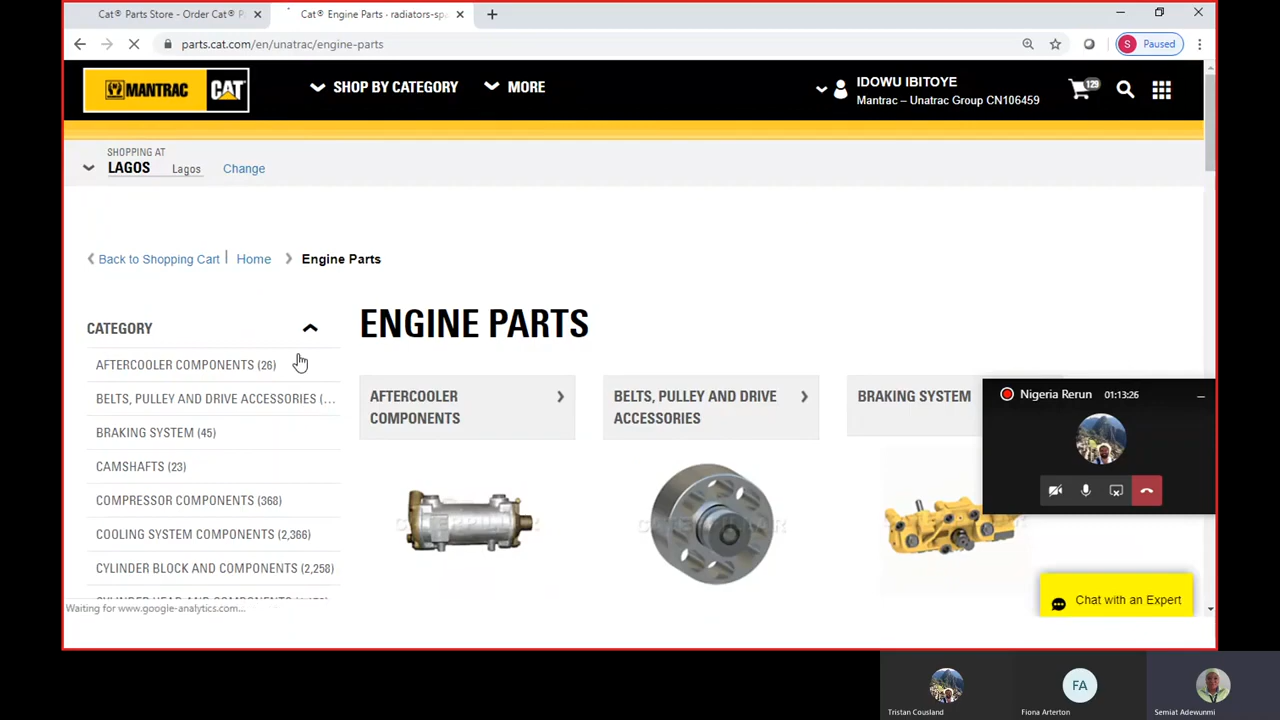 Cat® Parts Store - Order Cat® P
Cat® Engine Parts · radiators-sp
parts.cat.com/en/unatrac/engine-parts
S Paused
MANTRAC CAT
SHOP BY CATEGORY
MORE
IDOWU IBITOYE
Mantrac – Unatrac Group CN106459
129
SHOPPING AT
LAGOS Lagos Change
Back to Shopping Cart Home Engine Parts
CATEGORY
ENGINE PARTS
AFTERCOOLER COMPONENTS (26)
BELTS, PULLEY AND DRIVE ACCESSORIES (...
BRAKING SYSTEM (45)
CAMSHAFTS (23)
COMPRESSOR COMPONENTS (368)
COOLING SYSTEM COMPONENTS (2,366)
CYLINDER BLOCK AND COMPONENTS (2,258)
AFTERCOOLER
COMPONENTS
BELTS, PULLEY AND DRIVE
ACCESSORIES
BRAKING SYSTEM
Nigeria Rerun 01:13:26
Chat with an Expert
Waiting for www.google-analytics.com...
FA
Tristan Cousland
Fiona Arterton
Semiat Adewunmi